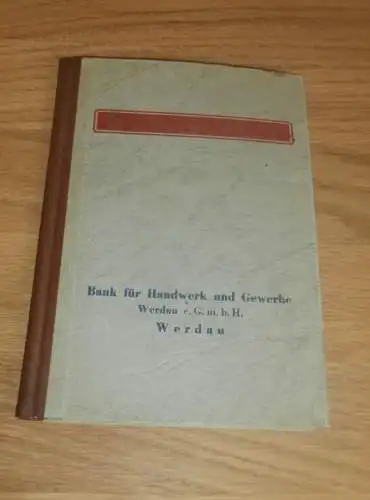 Bank für Handwerk und Gewerbe
Werdau e. G. m. b. H.
Werdau